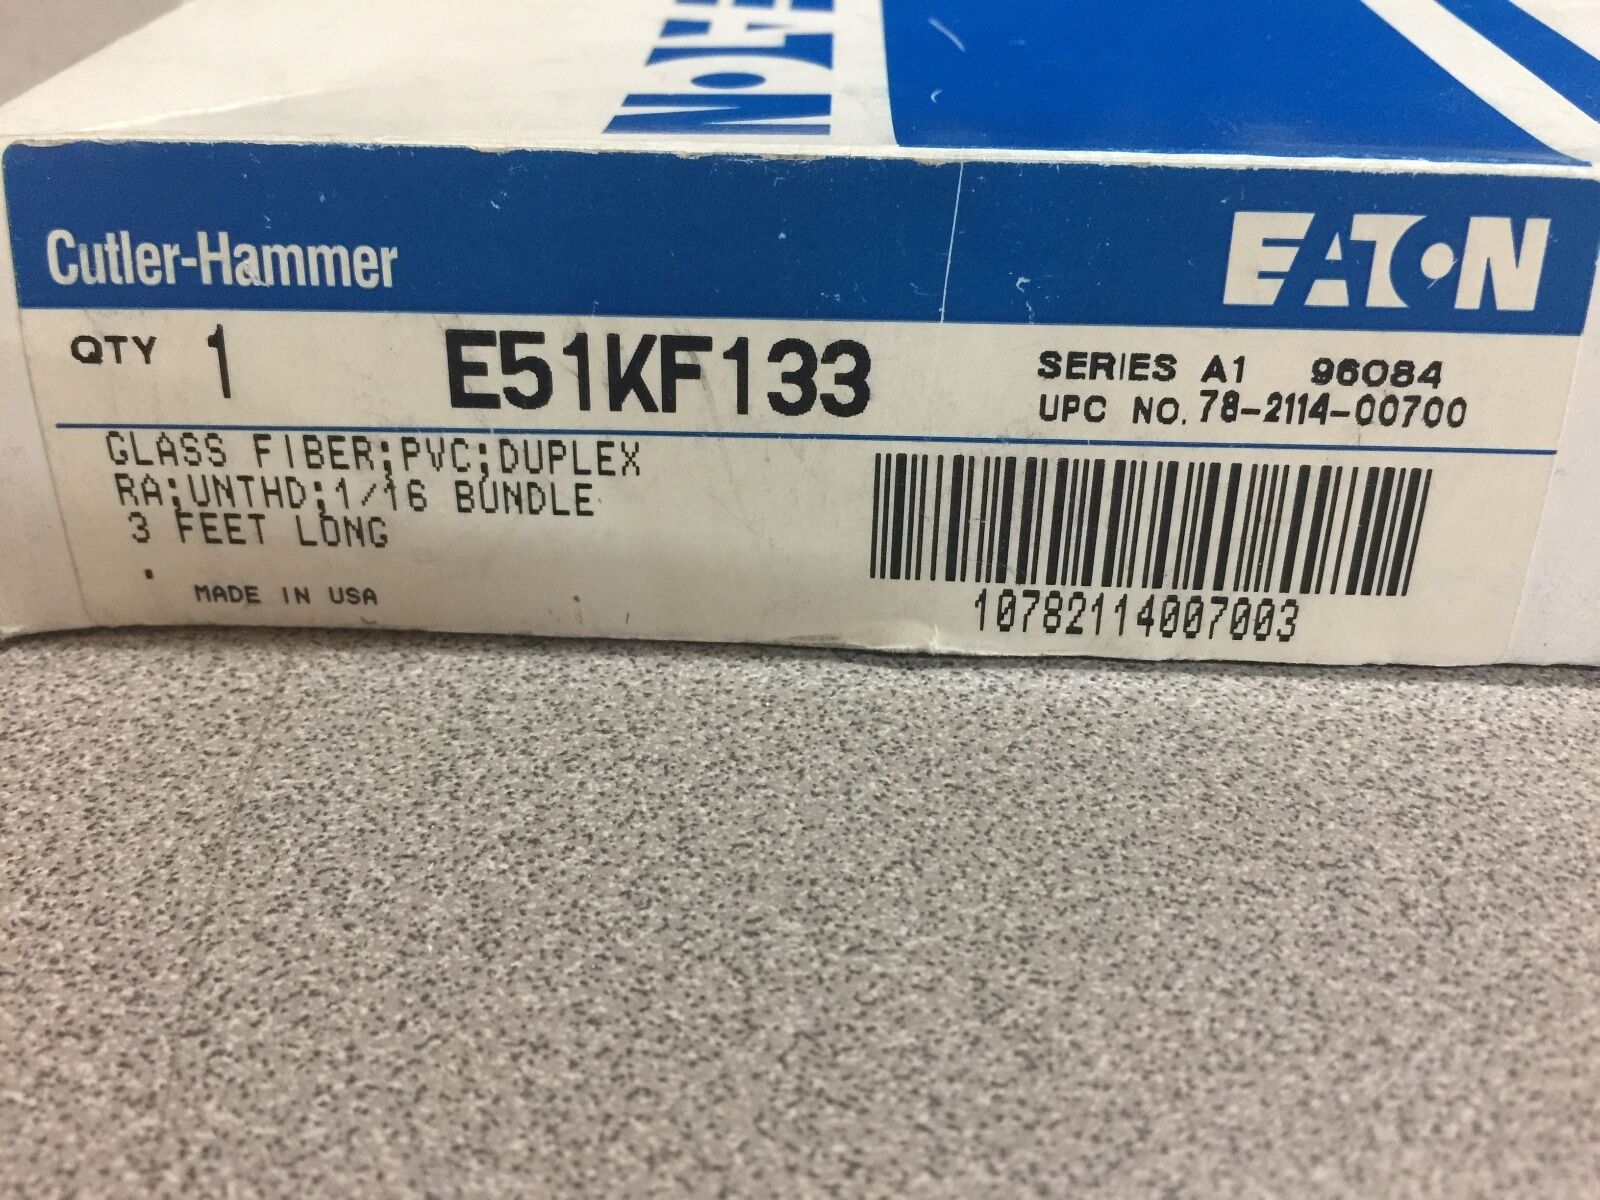 Cutler-Hammer
EATON
QTY 1 E51KF133 SERIES A1 96084
UPC NO. 78-2114-00700
GLASS FIBER;PVC;DUPLEX
RA;UNTHD;1/16 BUNDLE
3 FEET LONG
MADE IN USA
10782114007003